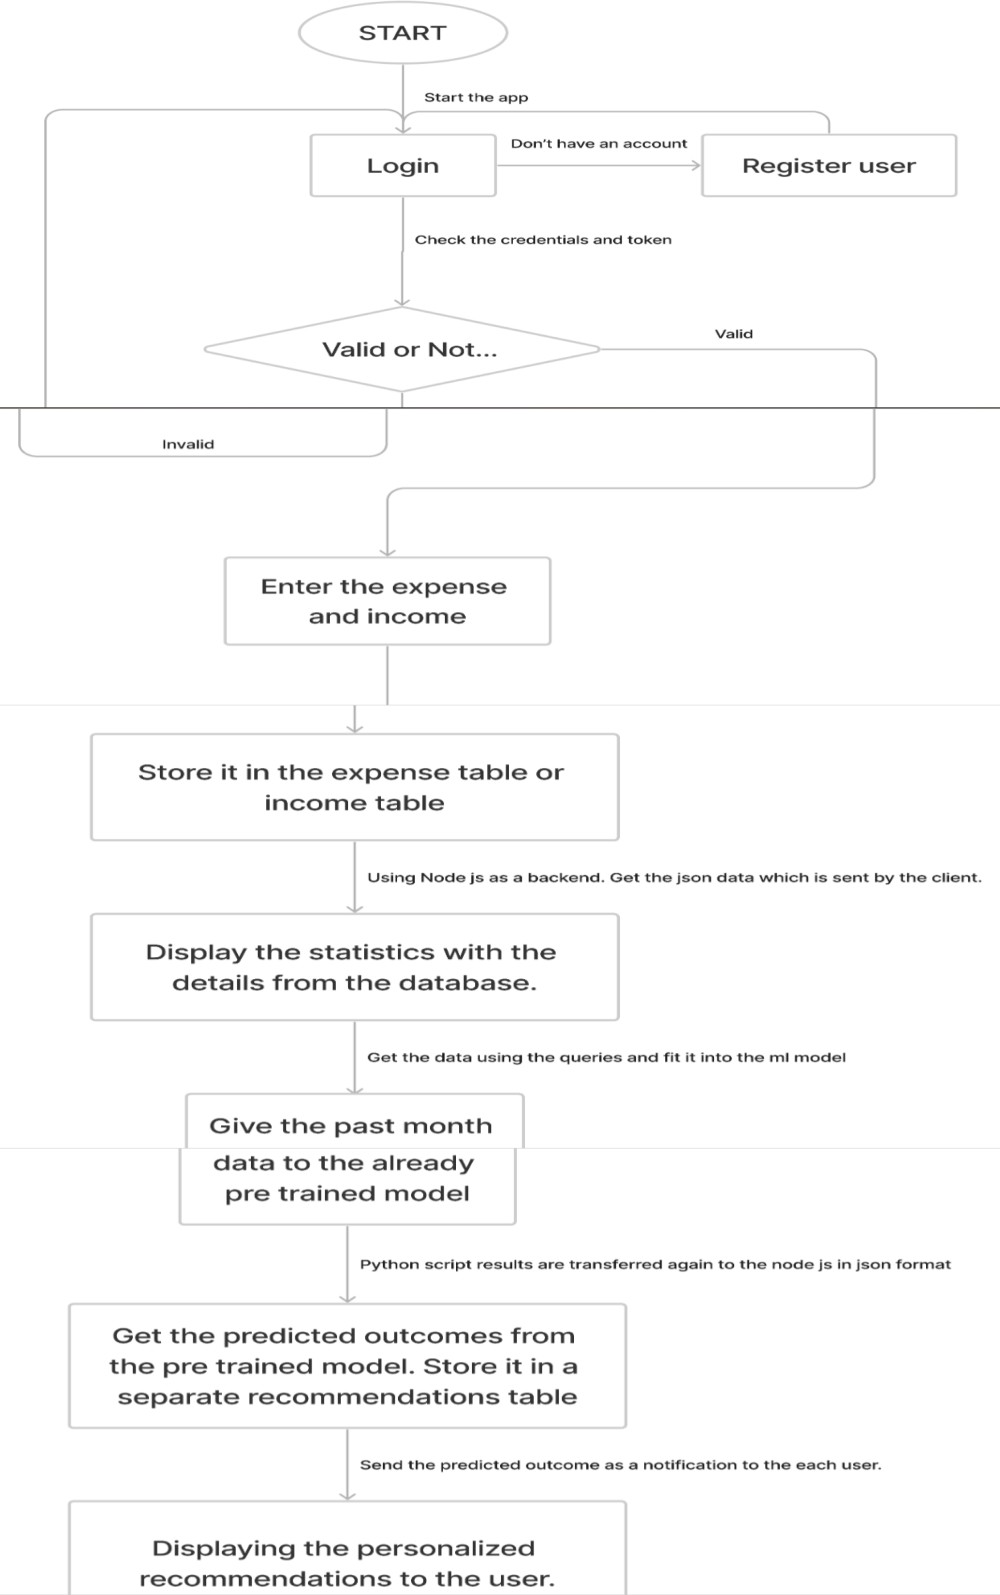 START
Start the app
Don't have an account
Login
Register user
Check the credentials and token
Valid
Valid or Not...
Invalid
Enter the expense
and income
Store it in the expense table or
income table
Using Node js as a backend. Get the json data which is sent by the client.
Display the statistics with the
details from the database.
Get the data using the queries and fit it into the ml model
Give the past month
data to the already
pre trained model
Python script results are transferred again to the node js in json format
Get the predicted outcomes from
the pre trained model. Store it in a
separate recommendations table
Send the predicted outcome as a notification to the each user.
Displaying the personalized
recommendations to the user.